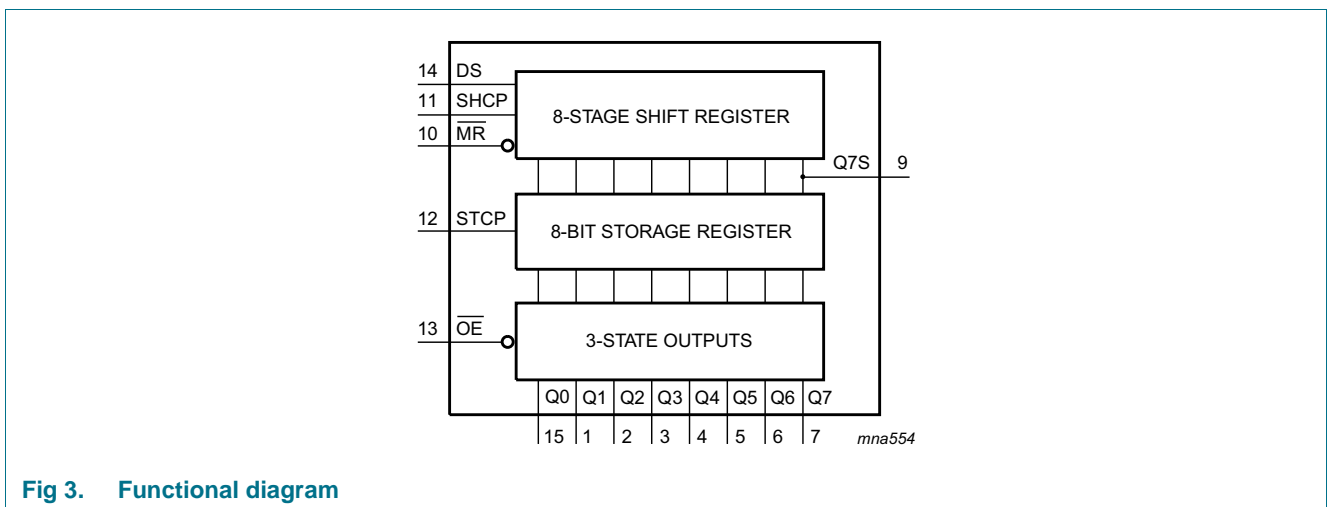 14 DS
11 SHCP
10 MR
8-STAGE SHIFT REGISTER
Q7S 9
12 STCP
8-BIT STORAGE REGISTER
13 OE
3-STATE OUTPUTS
Q0 Q1 Q2 Q3 Q4 Q5 Q6 Q7
15 1 2 3 4 5 6 7 mna554
Fig 3. Functional diagram